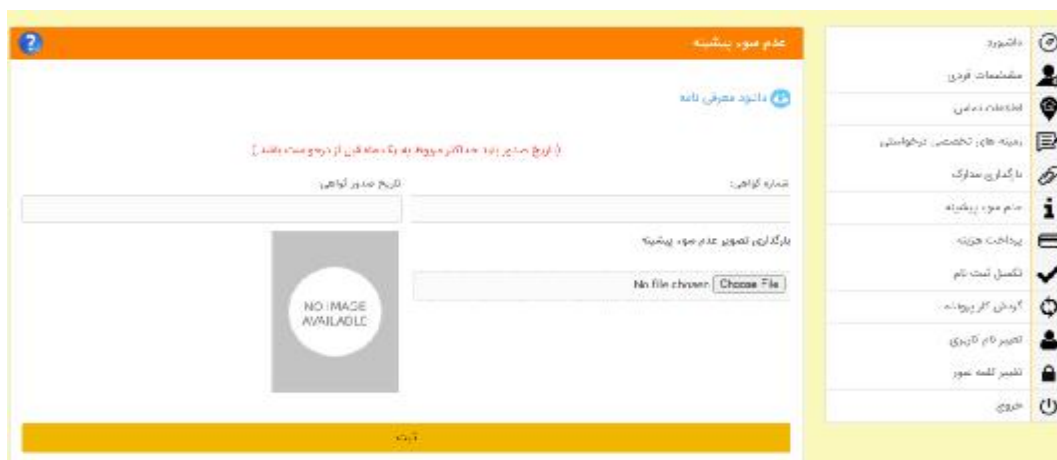 عدم سوء پیشینه
دانلود معرفی نامه
(تاریخ صدور باید حداکثر مربوط به یک ماه قبل از درخواست باشد.)
شماره گواهی:
تاریخ صدور گواهی:
بارگذاری تصویر عدم سوء پیشینه
Choose File No file chosen
NO IMAGE
AVAILABLE
ثبت
داشبورد
مشخصات فردی
اطلاعات تماس
زمینه های تخصصی درخواستی
بارگذاری مدارک
عدم سوء پیشینه
پرداخت هزینه
تکمیل ثبت نام
گردش کار پرونده
تغییر نام کاربری
تغییر کلمه عبور
خروج